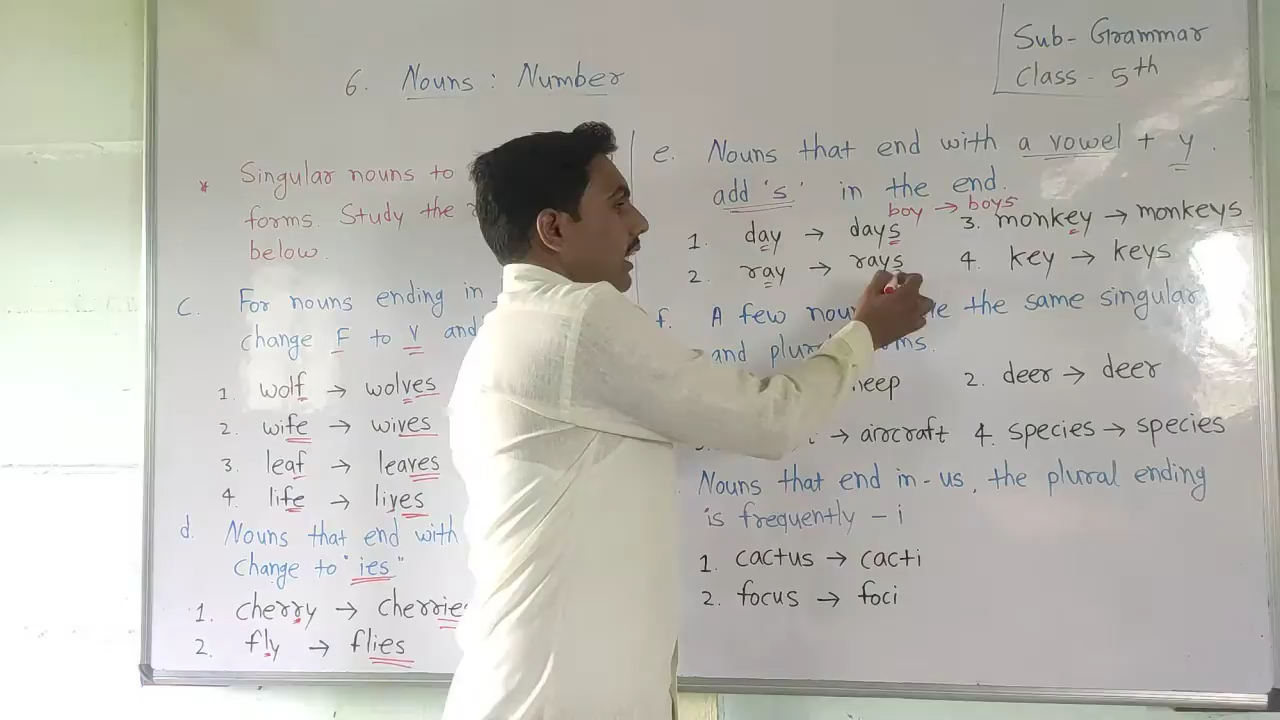 Sub- Grammar
Class - 5th
6. Nouns : Number
* Singular nouns to
forms. Study the
below.
c. For nouns ending in
change F to V and
1. wolf → wolves
2. wife → wives
3. leaf → leaves
4. life → lives
d. Nouns that end with
change to "ies"
1. cherry → cherrie
2. fly → flies
e. Nouns that end with a vowel + y.
add 's' in the end.
boy → boys
1. day → days 3. monkey → monkeys
2. ray → rays 4. key → keys
f. A few the same singular
and
2. deer → deer
→ aircraft 4. species → species
Nouns that end in - us, the plural ending
is frequently - i
1. cactus → cacti
2. focus → foci